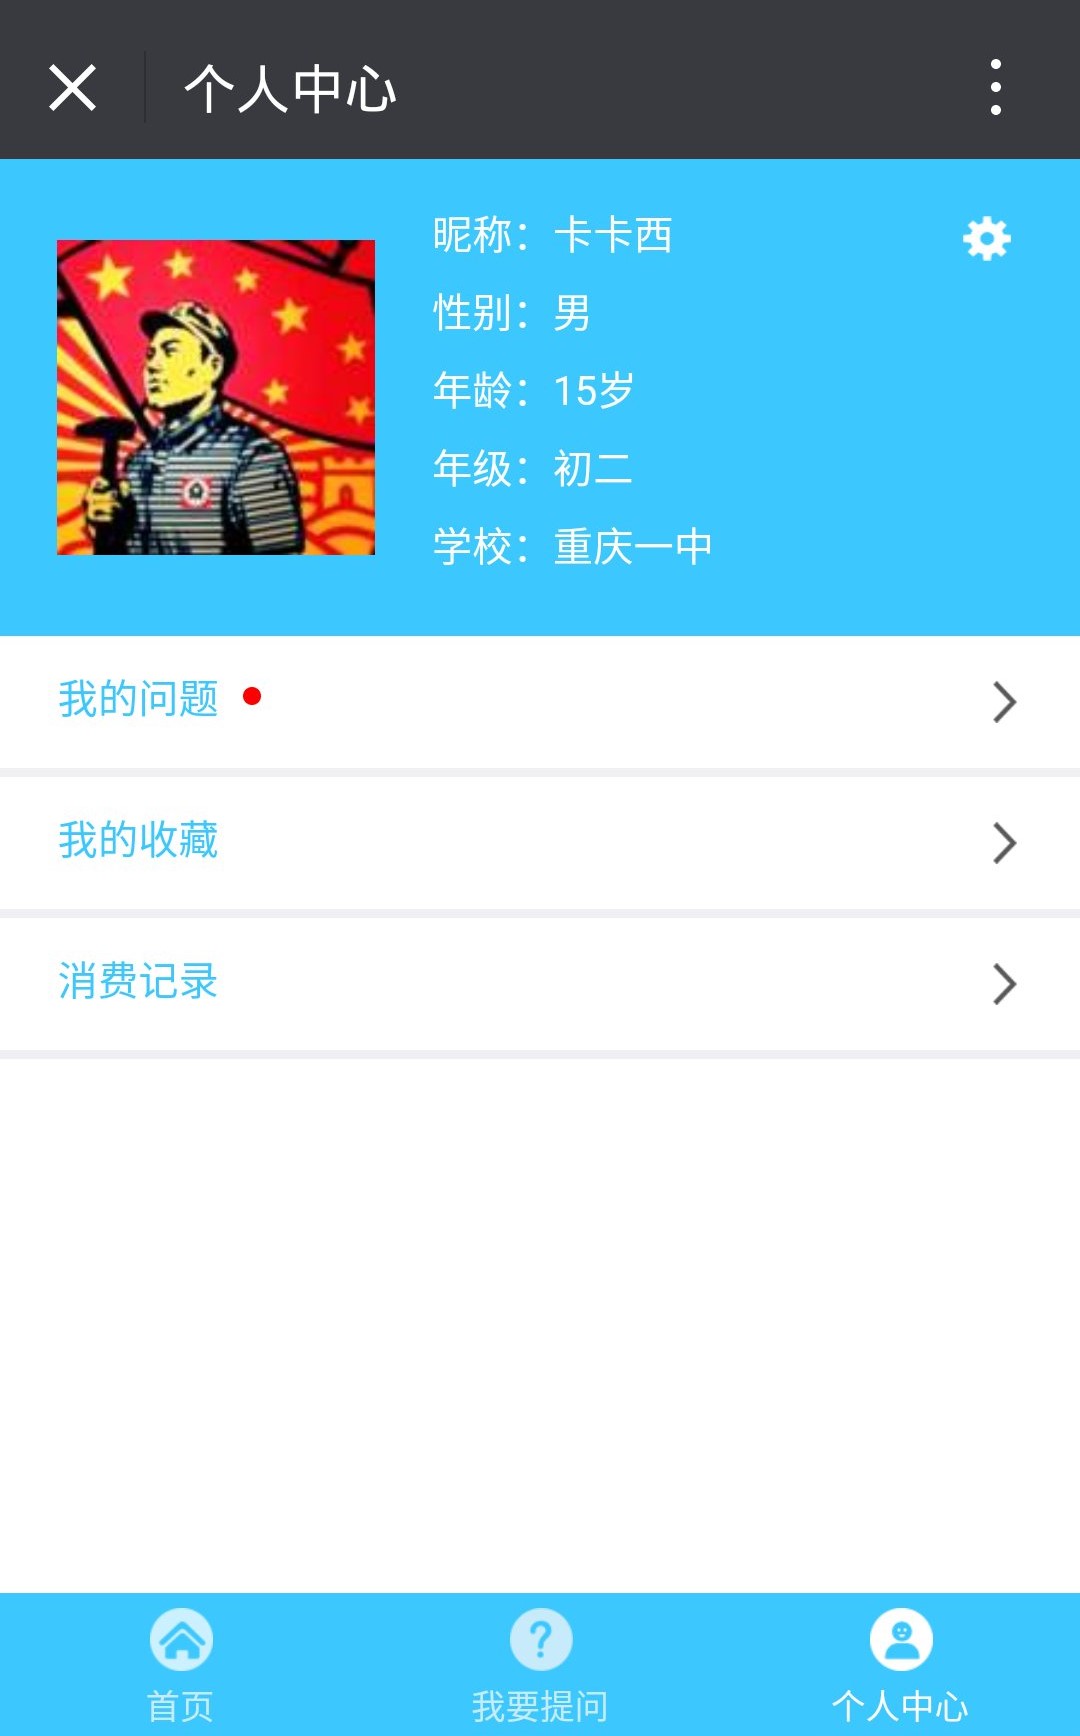 个人中心
昵称：卡卡西
性别：男
年龄：15岁
年级：初二
学校：重庆一中
我的问题
我的收藏
消费记录
首页
我要提问
个人中心